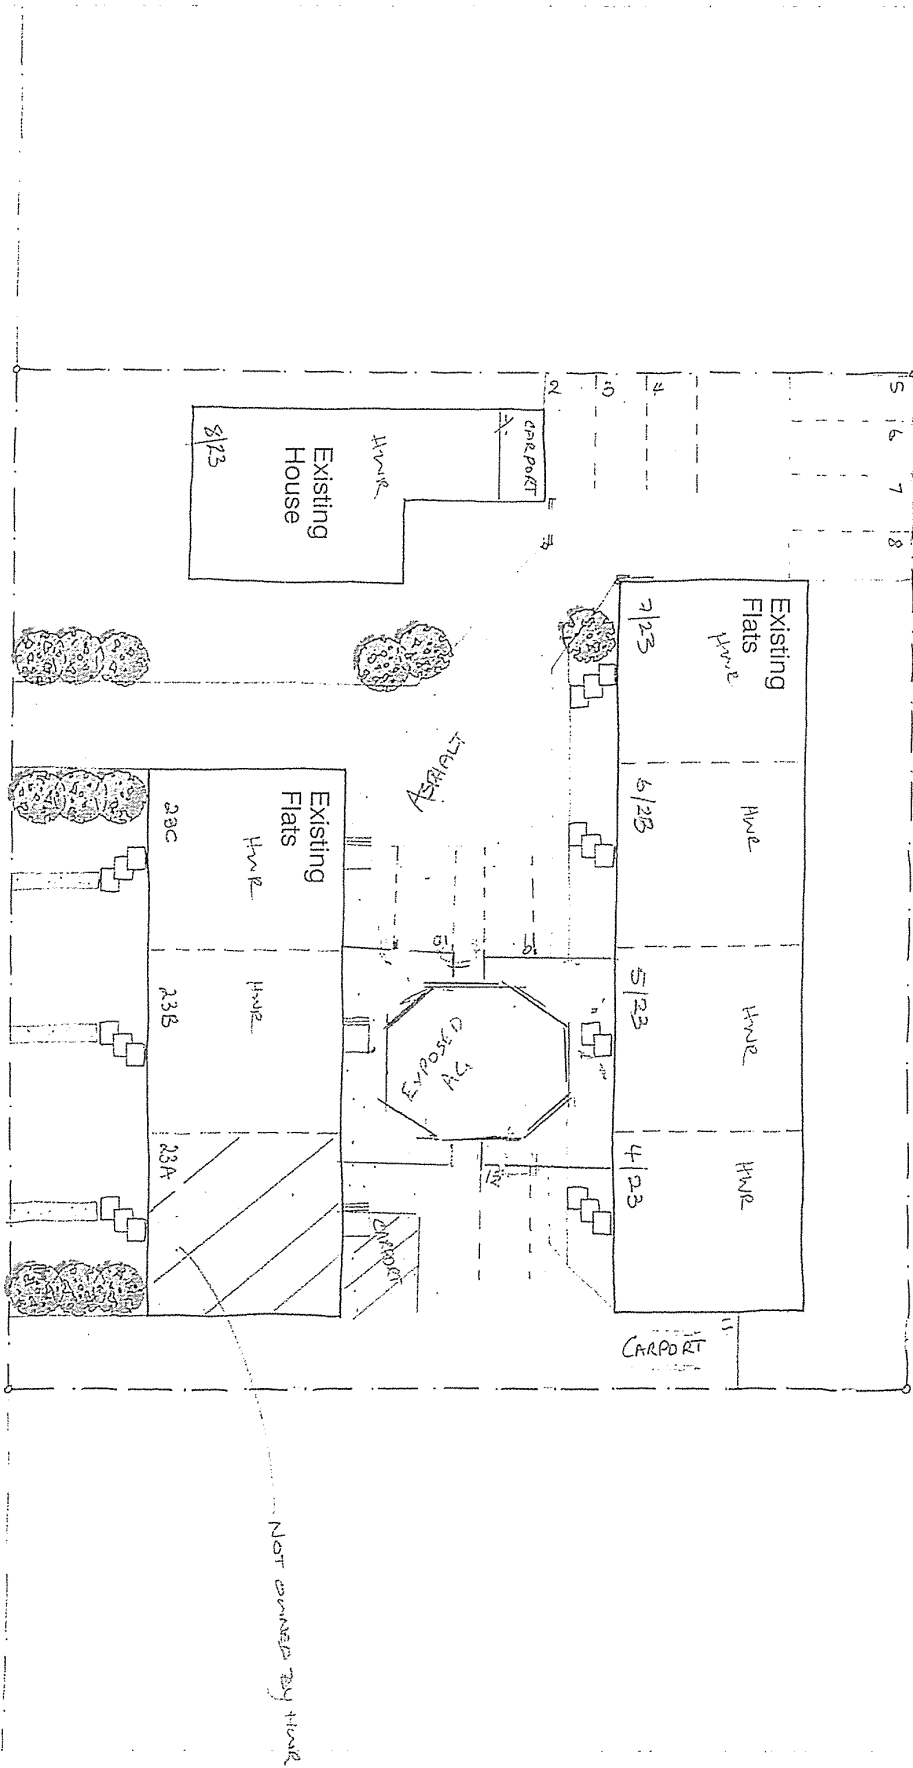 5
6
7
8
2
3
4
CARPORT
HWR
Existing
House
8/23
Existing
Flats
HWR
7/23
HWR
6/23
HWR
5/23
HWR
4/23
ASPHALT
Existing
Flats
HWR
23C
HWR
23B
23A
EXPOSED
AG
12
CARPORT
11
CARPORT
NOT OWNED BY HWR